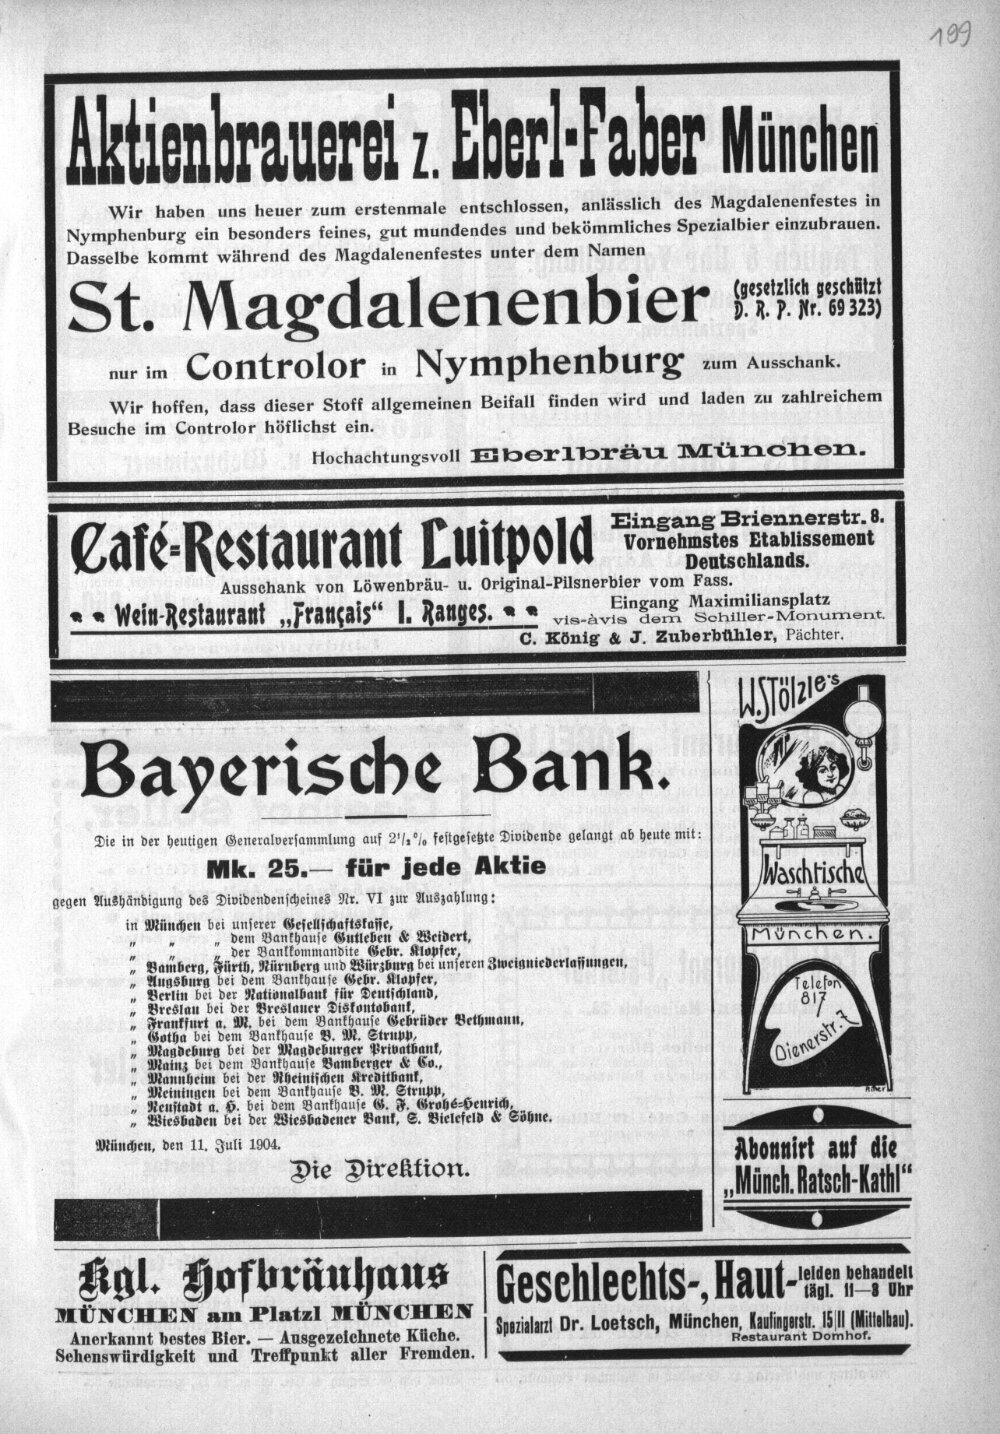 199
Aktienbrauerei z. Eberl-Faber München
Wir haben uns heuer zum erstenmale entschlossen, anlässlich des Magdalenenfestes in
Nymphenburg ein besonders feines, gut mundendes und bekömmliches Spezialbier einzubrauen.
Dasselbe kommt während des Magdalenenfestes unter dem Namen
St. Magdalenenbier (gesetzlich geschützt
D. R. P. Nr. 69323)
nur im Controlor in Nymphenburg zum Ausschank.
Wir hoffen, dass dieser Stoff allgemeinen Beifall finden wird und laden zu zahlreichem
Besuche im Controlor höflichst ein.
Hochachtungsvoll Eberlbräu München.
Café-Restaurant Luitpold
Eingang Briennerstr. 8.
Vornehmstes Etablissement
Deutschlands.
Ausschank von Löwenbräu- u. Original-Pilsnerbier vom Fass.
Wein-Restaurant „Français“ I. Ranges.
Eingang Maximiliansplatz
vis-àvis dem Schiller-Monument.
C. König & J. Zuberbühler, Pächter.
Bayerische Bank.
Die in der heutigen Generalversammlung auf 2½% festgesetzte Dividende gelangt ab heute mit:
Mk. 25.— für jede Aktie
gegen Aushändigung des Dividendenscheines Nr. VI zur Auszahlung:
in München bei unserer Gesellschaftskasse,
„ „ „ dem Bankhause Gutleben & Weidert,
„ „ „ der Bankkommandite Gebr. Klopfer,
„ Bamberg, Fürth, Nürnberg und Würzburg bei unseren Zweigniederlassungen,
„ Augsburg bei dem Bankhause Gebr. Klopfer,
„ Berlin bei der Nationalbank für Deutschland,
„ Breslau bei der Breslauer Diskontobank,
„ Frankfurt a. M. bei dem Bankhause Gebrüder Bethmann,
„ Gotha bei dem Bankhause B. M. Strupp,
„ Magdeburg bei der Magdeburger Privatbank,
„ Mainz bei dem Bankhause Bamberger & Co.,
„ Mannheim bei der Rheinischen Kreditbank,
„ Meiningen bei dem Bankhause B. M. Strupp,
„ Neustadt a. H. bei dem Bankhause G. F. Grohé-Henrich,
„ Wiesbaden bei der Wiesbadener Bank, S. Bielefeld & Söhne.
München, den 11. Juli 1904.
Die Direktion.
W. Stölzle's
Waschtische
München.
Telefon
817
Dienerstr. 7
Abonnirt auf die
„Münch. Ratsch-Kathl“
Kgl. Hofbräuhaus
MÜNCHEN am Platzl MÜNCHEN
Anerkannt bestes Bier. — Ausgezeichnete Küche.
Sehenswürdigkeit und Treffpunkt aller Fremden.
Geschlechts-, Haut-leiden behandelt
tägl. 11—8 Uhr
Spezialarzt Dr. Loetsch, München, Kaufingerstr. 15/II (Mittelbau).
Restaurant Domhof.